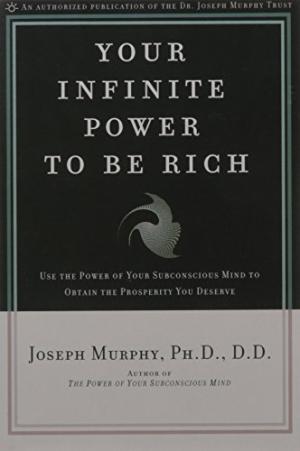 AN AUTHORIZED PUBLICATION OF THE DR. JOSEPH MURPHY TRUST
YOUR
INFINITE
POWER
TO BE RICH
USE THE POWER OF YOUR SUBCONSCIOUS MIND TO
OBTAIN THE PROSPERITY YOU DESERVE
JOSEPH MURPHY, PH.D., D.D.
AUTHOR OF
THE POWER OF YOUR SUBCONSCIOUS MIND